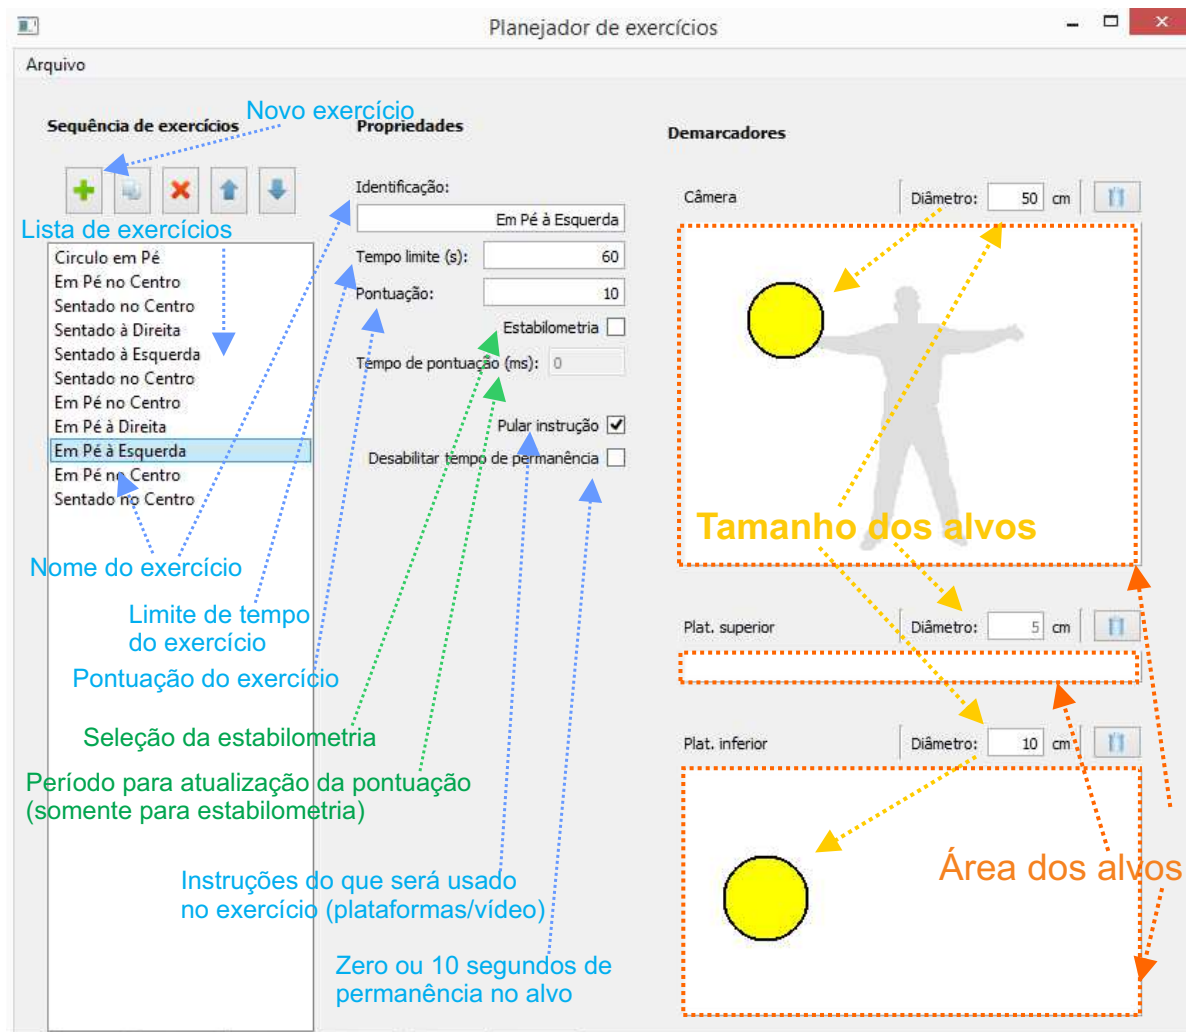 Planejador de exercícios
Arquivo
Novo exercício
Sequência de exercícios
Propriedades
Demarcadores
Lista de exercícios
Circulo em Pé
Em Pé no Centro
Sentado no Centro
Sentado à Direita
Sentado à Esquerda
Sentado no Centro
Em Pé no Centro
Em Pé à Direita
Em Pé à Esquerda
Em Pé no Centro
Sentado no Centro
Identificação:
Em Pé à Esquerda
Tempo limite (s): 60
Pontuação: 10
Estabilometria
Tempo de pontuação (ms): 0
Pular instrução
Desabilitar tempo de permanência
Câmera Diâmetro: 50 cm
Tamanho dos alvos
Plat. superior Diâmetro: 5 cm
Plat. inferior Diâmetro: 10 cm
Área dos alvos
Nome do exercício
Limite de tempo
do exercício
Pontuação do exercício
Seleção da estabilometria
Período para atualização da pontuação
(somente para estabilometria)
Instruções do que será usado
no exercício (plataformas/vídeo)
Zero ou 10 segundos de
permanência no alvo